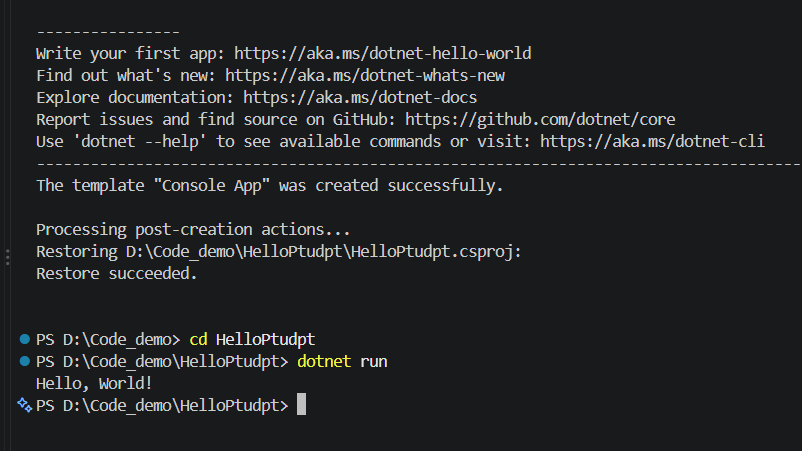 ----------------
Write your first app: https://aka.ms/dotnet-hello-world
Find out what's new: https://aka.ms/dotnet-whats-new
Explore documentation: https://aka.ms/dotnet-docs
Report issues and find source on GitHub: https://github.com/dotnet/core
Use 'dotnet --help' to see available commands or visit: https://aka.ms/dotnet-cli
--------------------------------------------------------------------------------------
The template "Console App" was created successfully.

Processing post-creation actions...
Restoring D:\Code_demo\HelloPtudpt\HelloPtudpt.csproj:
Restore succeeded.

PS D:\Code_demo> cd HelloPtudpt
PS D:\Code_demo\HelloPtudpt> dotnet run
Hello, World!
PS D:\Code_demo\HelloPtudpt>